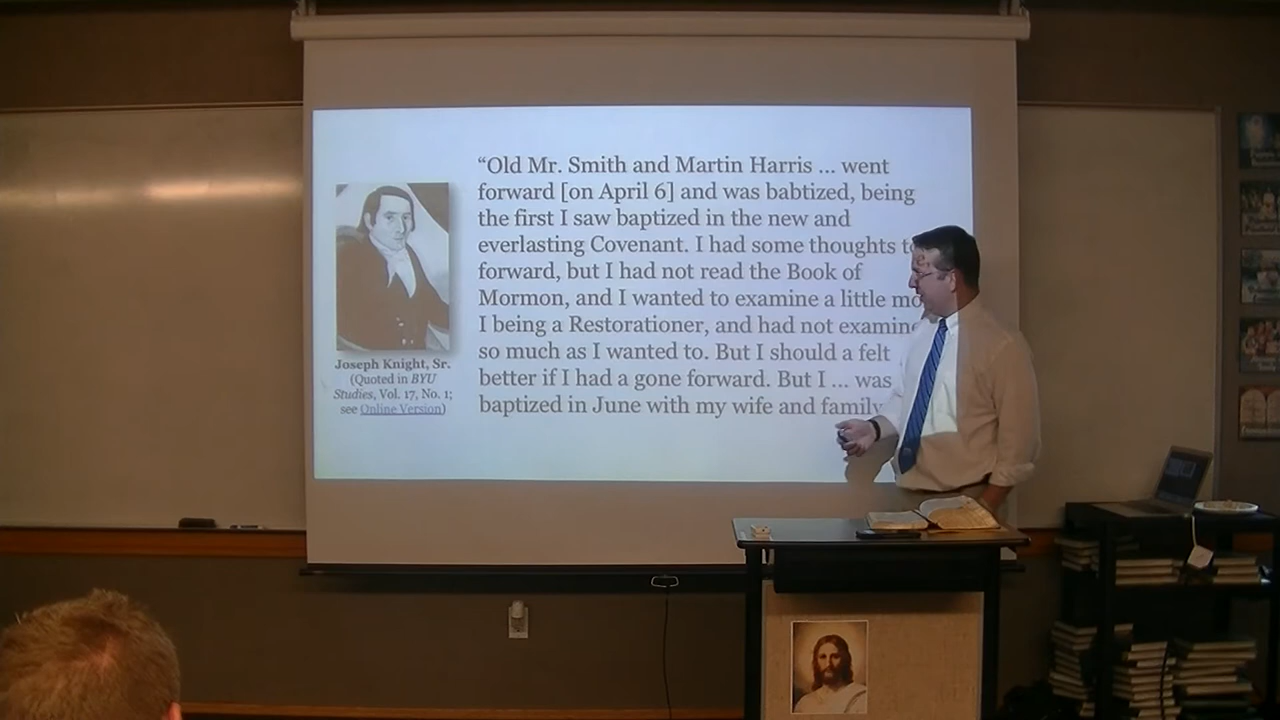 “Old Mr. Smith and Martin Harris ... went
forward [on April 6] and was babtized, being
the first I saw baptized in the new and
everlasting Covenant. I had some thoughts
forward, but I had not read the Book of
Mormon, and I wanted to examine a little
I being a Restorationer, and had not
so much as I wanted to. But I should a felt
better if I had a gone forward. But I ... was
baptized in June with my wife and family
Joseph Knight, Sr.
(Quoted in BYU
Studies, Vol. 17, No. 1;
see Online Version)